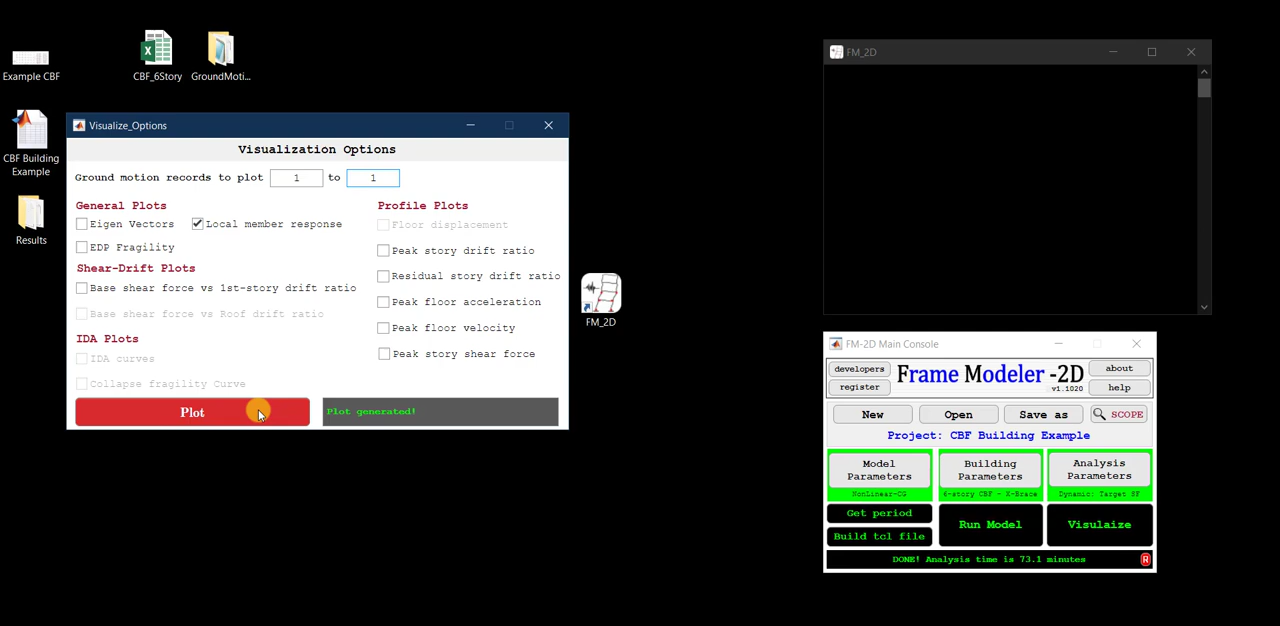 Example CBF
CBF_6Story
GroundMoti...
CBF Building
Example
Results
Visualize_Options
Visualization Options
Ground motion records to plot 1 to 1
General Plots
Eigen Vectors
Local member response
EDP Fragility
Shear-Drift Plots
Base shear force vs 1st-story drift ratio
Base shear force vs Roof drift ratio
IDA Plots
IDA curves
Collapse fragility Curve
Profile Plots
Floor displacement
Peak story drift ratio
Residual story drift ratio
Peak floor acceleration
Peak floor velocity
Peak story shear force
Plot
Plot generated!
FM_2D
FM_2D
FM-2D Main Console
developers
register
Frame Modeler -2D
v1.1020
about
help
New
Open
Save as
SCOPE
Project: CBF Building Example
Model
Parameters
NonLinear-CG
Building
Parameters
6-story CBF - X-Brace
Analysis
Parameters
Dynamic: Target SF
Get period
Build tcl file
Run Model
Visulaize
DONE! Analysis time is 73.1 minutes
R